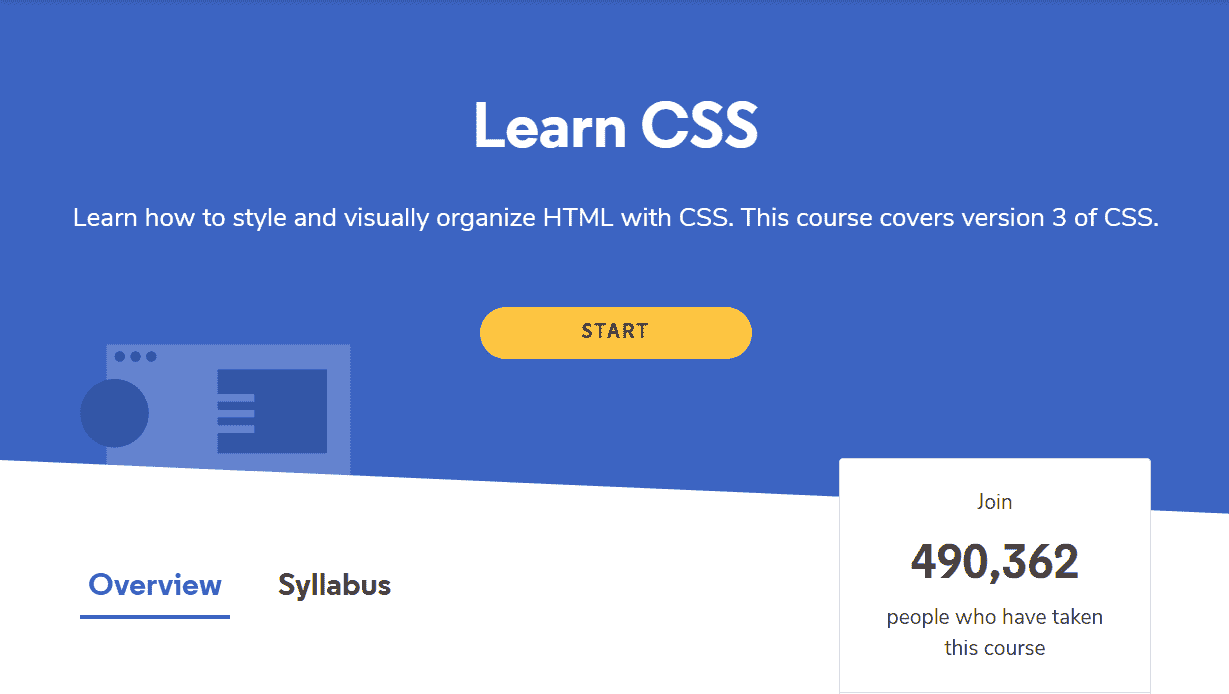 Learn CSS
Learn how to style and visually organize HTML with CSS. This course covers version 3 of CSS.
START
Join
490,362
people who have taken
this course
Overview
Syllabus